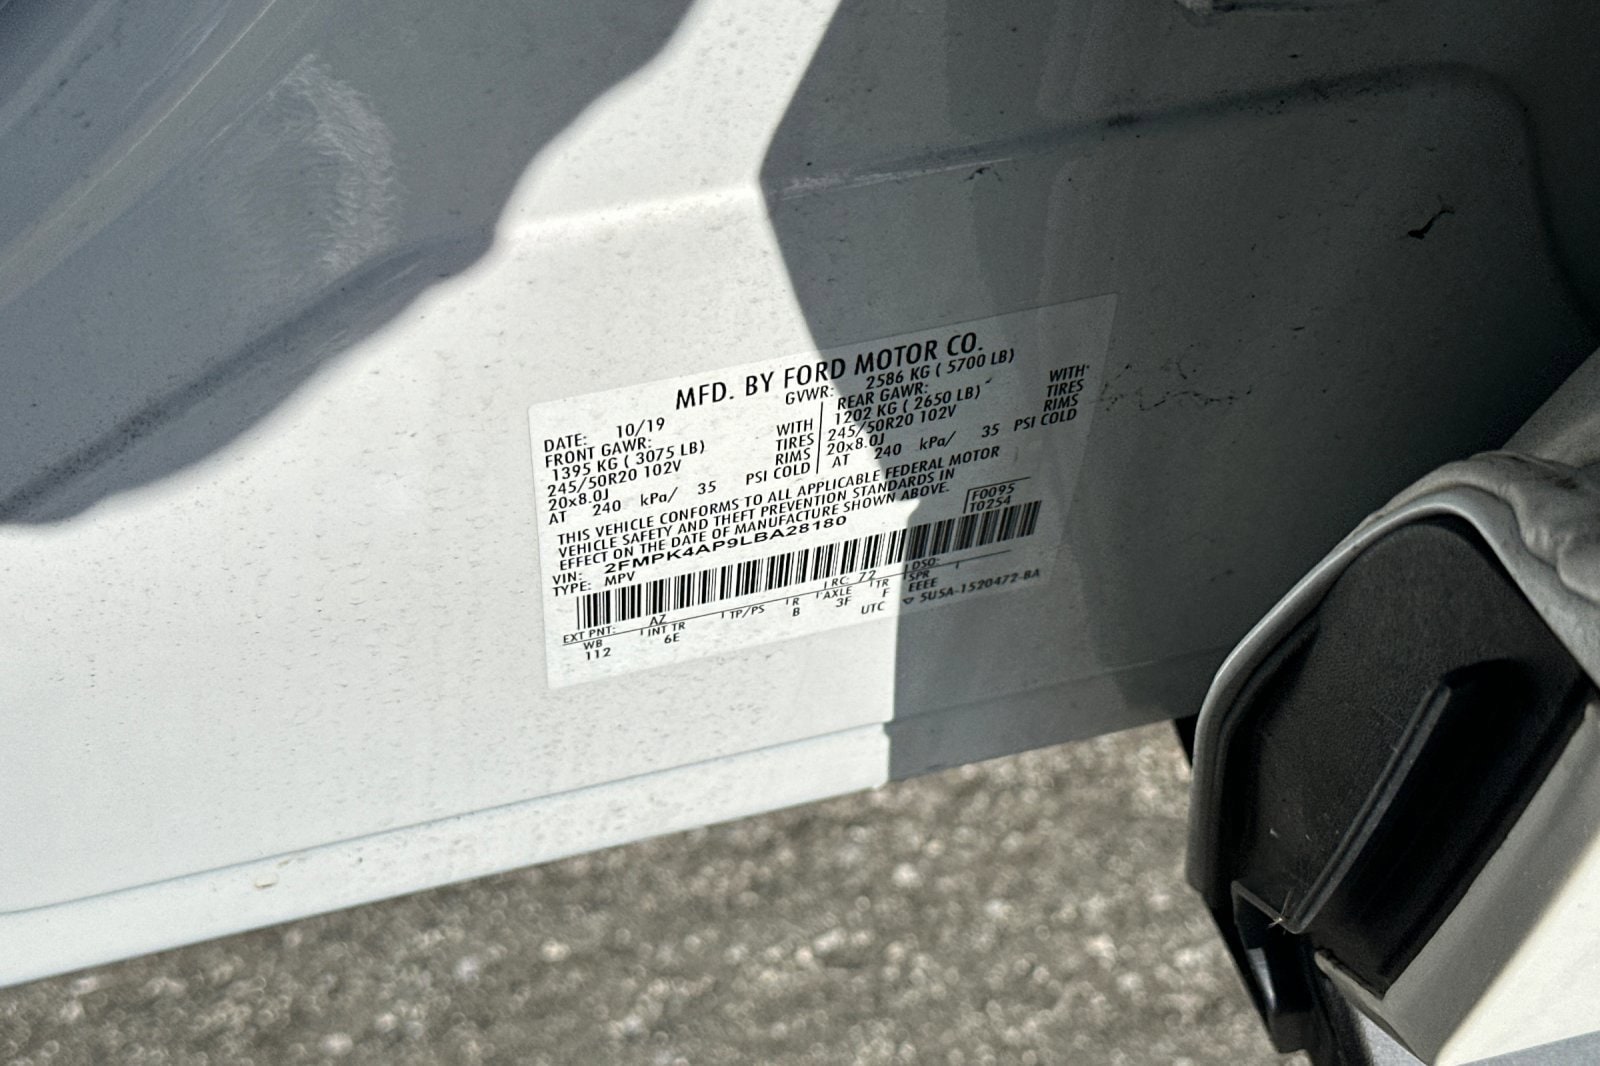 MFD. BY FORD MOTOR CO.
DATE: 10/19 GVWR: 2586 KG ( 5700 LB)
FRONT GAWR: REAR GAWR:
1395 KG ( 3075 LB) WITH 1202 KG ( 2650 LB) WITH
245/50R20 102V TIRES 245/50R20 102V TIRES
20x8.0J RIMS 20x8.0J RIMS
AT 240 kPa/ 35 PSI COLD AT 240 kPa/ 35 PSI COLD
THIS VEHICLE CONFORMS TO ALL APPLICABLE FEDERAL MOTOR
VEHICLE SAFETY AND THEFT PREVENTION STANDARDS IN
EFFECT ON THE DATE OF MANUFACTURE SHOWN ABOVE.
VIN: 2FMPK4AP9LBA28180 F0095
TYPE: MPV T0254
EXT PNT: AZ RC: 72 DSO:
WB INT TR TP/PS R AXLE TR SPR
112 6E B 3F F EEEE
UTC 5U5A-1520472-BA